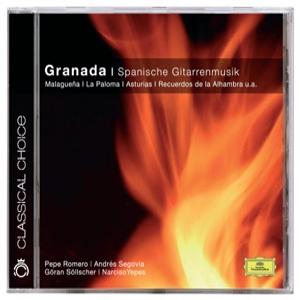 Granada | Spanische Gitarrenmusik
Malagueña | La Paloma | Asturias | Recuerdos de la Alhambra u.a.
CLASSICAL CHOICE
Pepe Romero | Andrés Segovia
Göran Söllscher | Narciso Yepes